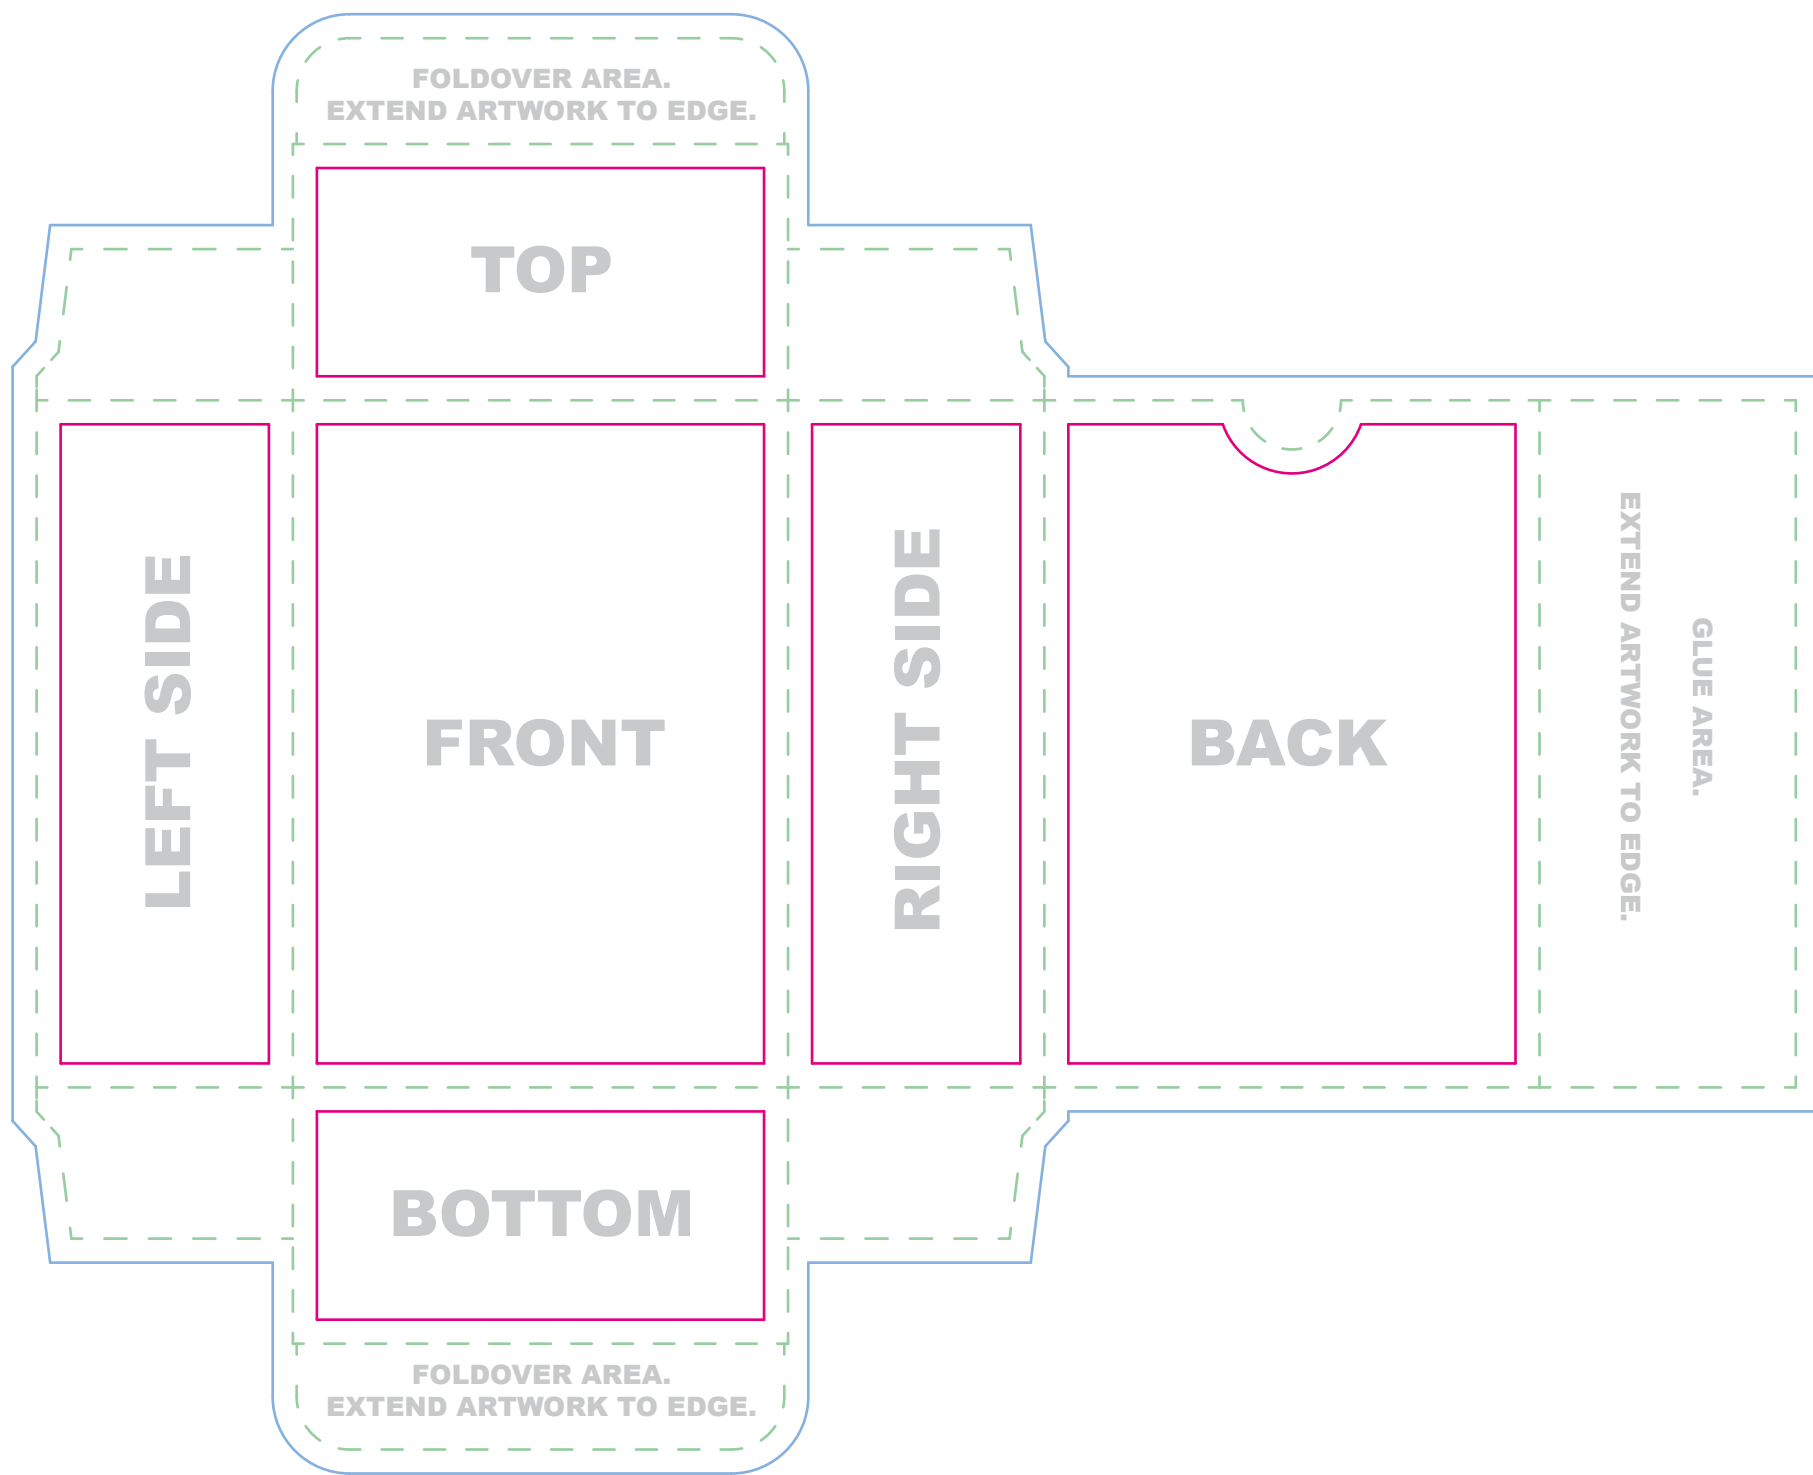 FOLDOVER AREA.
EXTEND ARTWORK TO EDGE.
TOP
LEFT SIDE
FRONT
RIGHT SIDE
BACK
GLUE AREA.
EXTEND ARTWORK TO EDGE.
BOTTOM
FOLDOVER AREA.
EXTEND ARTWORK TO EDGE.